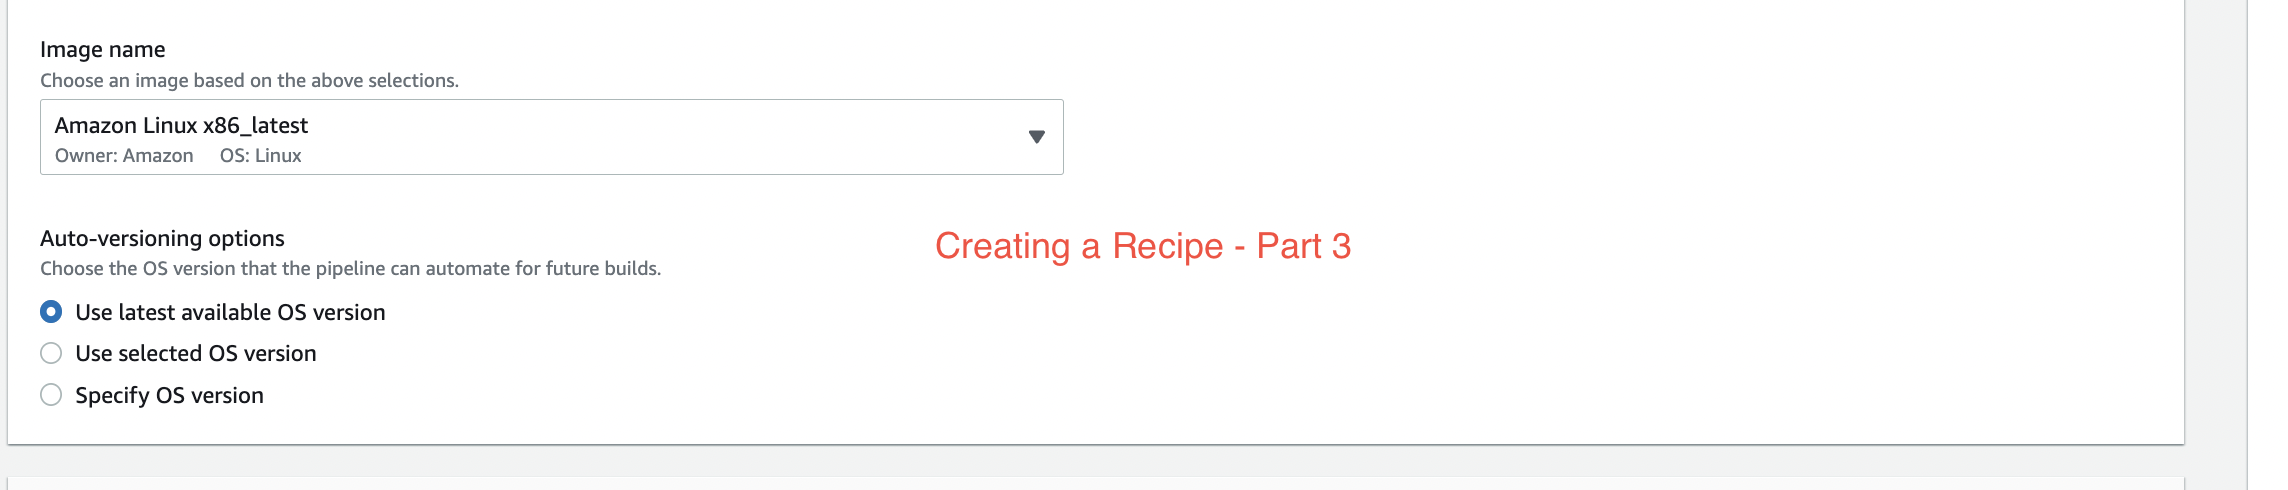 Image name
Choose an image based on the above selections.
Amazon Linux x86_latest
Owner: Amazon OS: Linux
Auto-versioning options
Creating a Recipe - Part 3
Choose the OS version that the pipeline can automate for future builds.
Use latest available OS version
Use selected OS version
Specify OS version